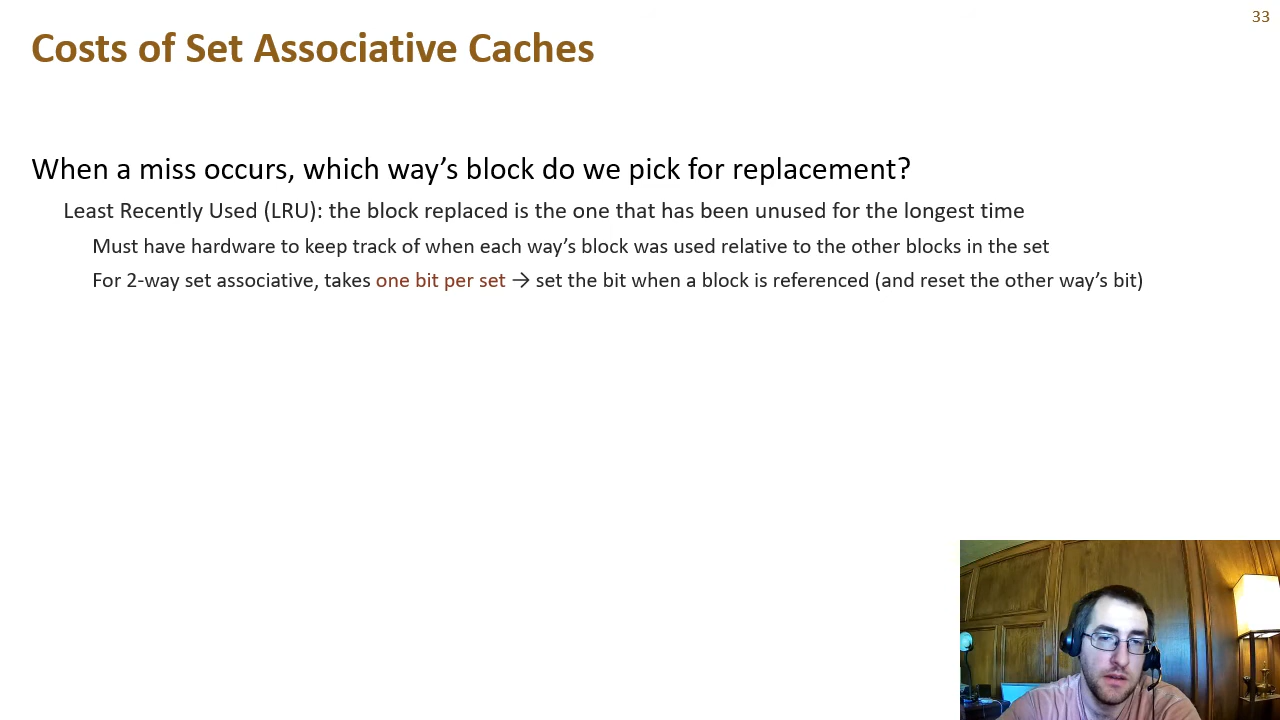 33
Costs of Set Associative Caches
When a miss occurs, which way’s block do we pick for replacement?
Least Recently Used (LRU): the block replaced is the one that has been unused for the longest time
Must have hardware to keep track of when each way’s block was used relative to the other blocks in the set
For 2-way set associative, takes one bit per set → set the bit when a block is referenced (and reset the other way’s bit)